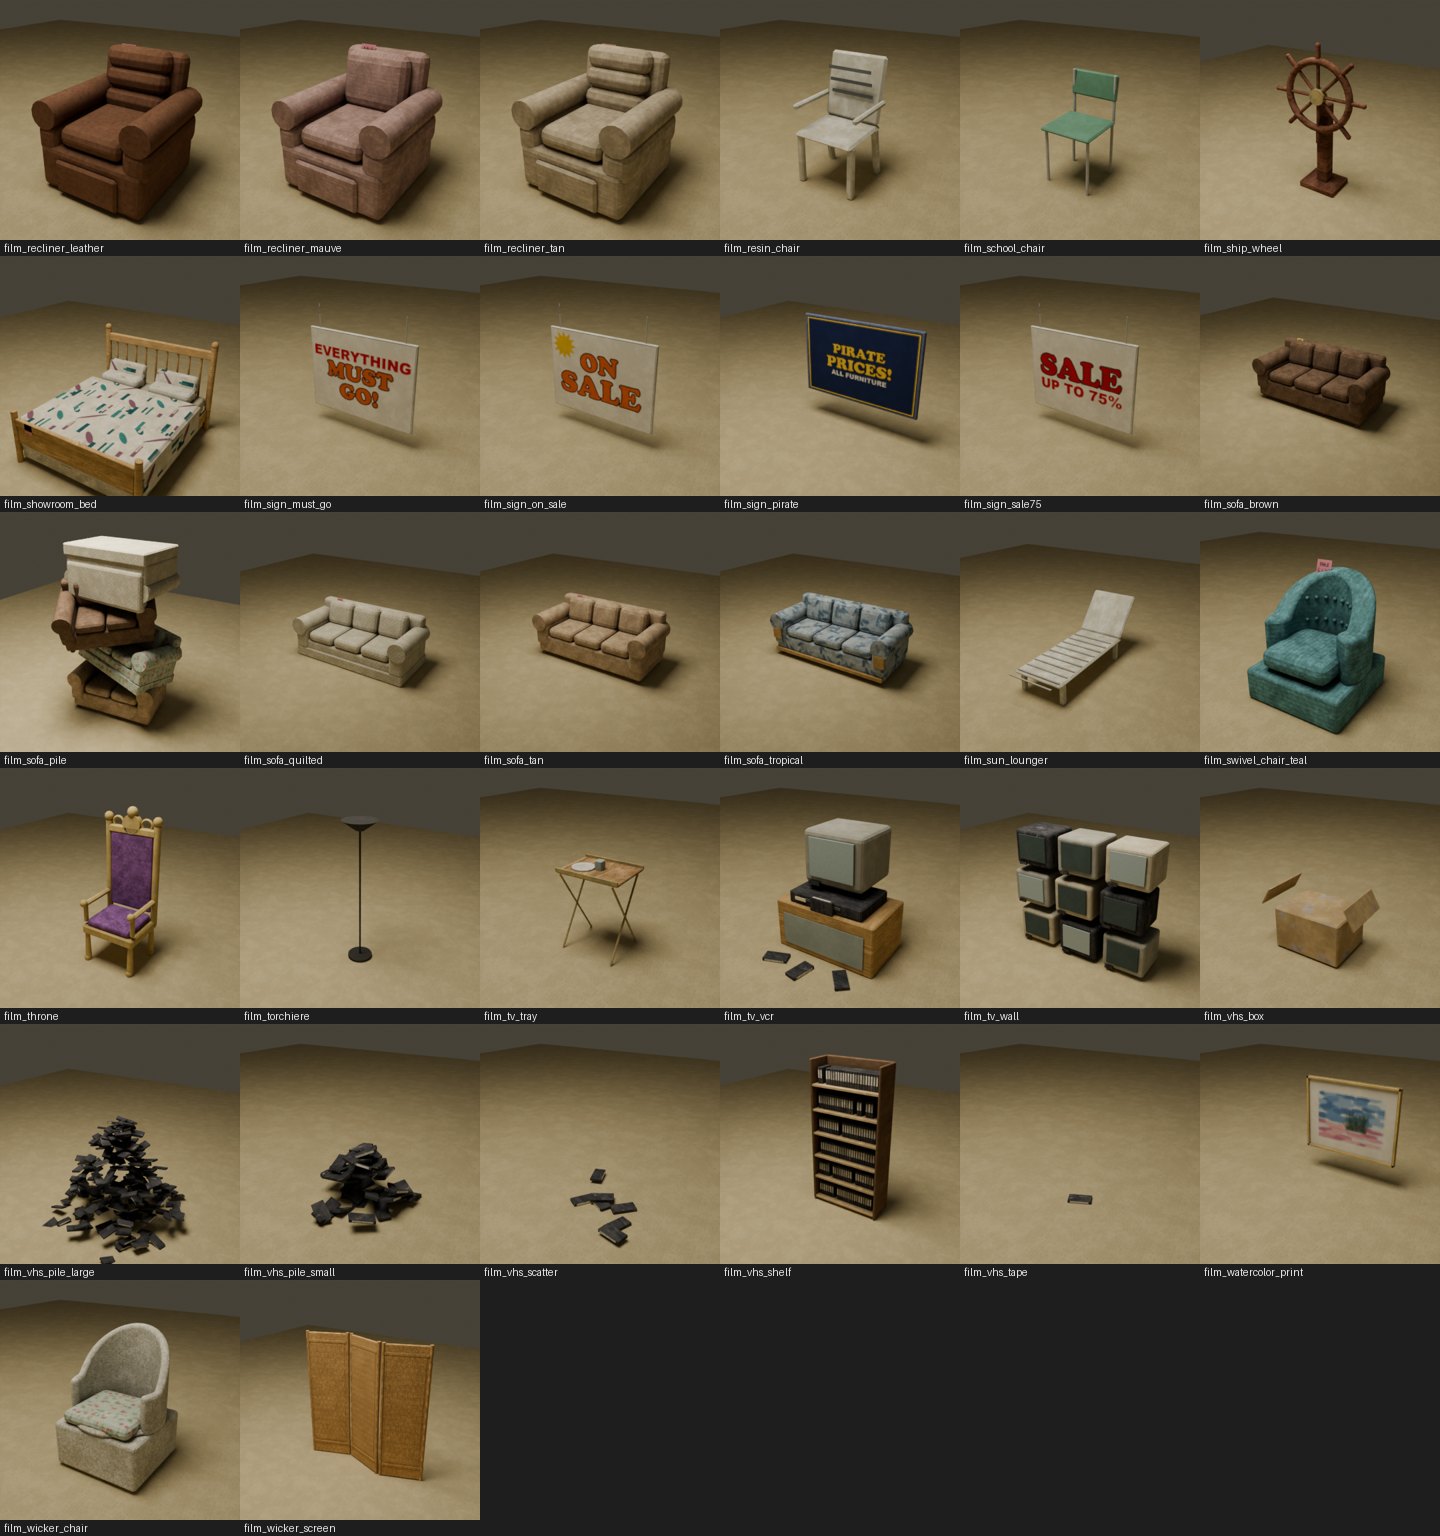 film_recliner_leather
film_recliner_mauve
film_recliner_tan
film_resin_chair
film_school_chair
film_ship_wheel
EVERYTHING
MUST
GO!
ON
SALE
PIRATE
PRICES!
ALL FURNITURE
SALE
UP TO 75%
film_showroom_bed
film_sign_must_go
film_sign_on_sale
film_sign_pirate
film_sign_sale75
film_sofa_brown
film_sofa_pile
film_sofa_quilted
film_sofa_tan
film_sofa_tropical
film_sun_lounger
film_swivel_chair_teal
film_throne
film_torchiere
film_tv_tray
film_tv_vcr
film_tv_wall
film_vhs_box
film_vhs_pile_large
film_vhs_pile_small
film_vhs_scatter
film_vhs_shelf
film_vhs_tape
film_watercolor_print
film_wicker_chair
film_wicker_screen